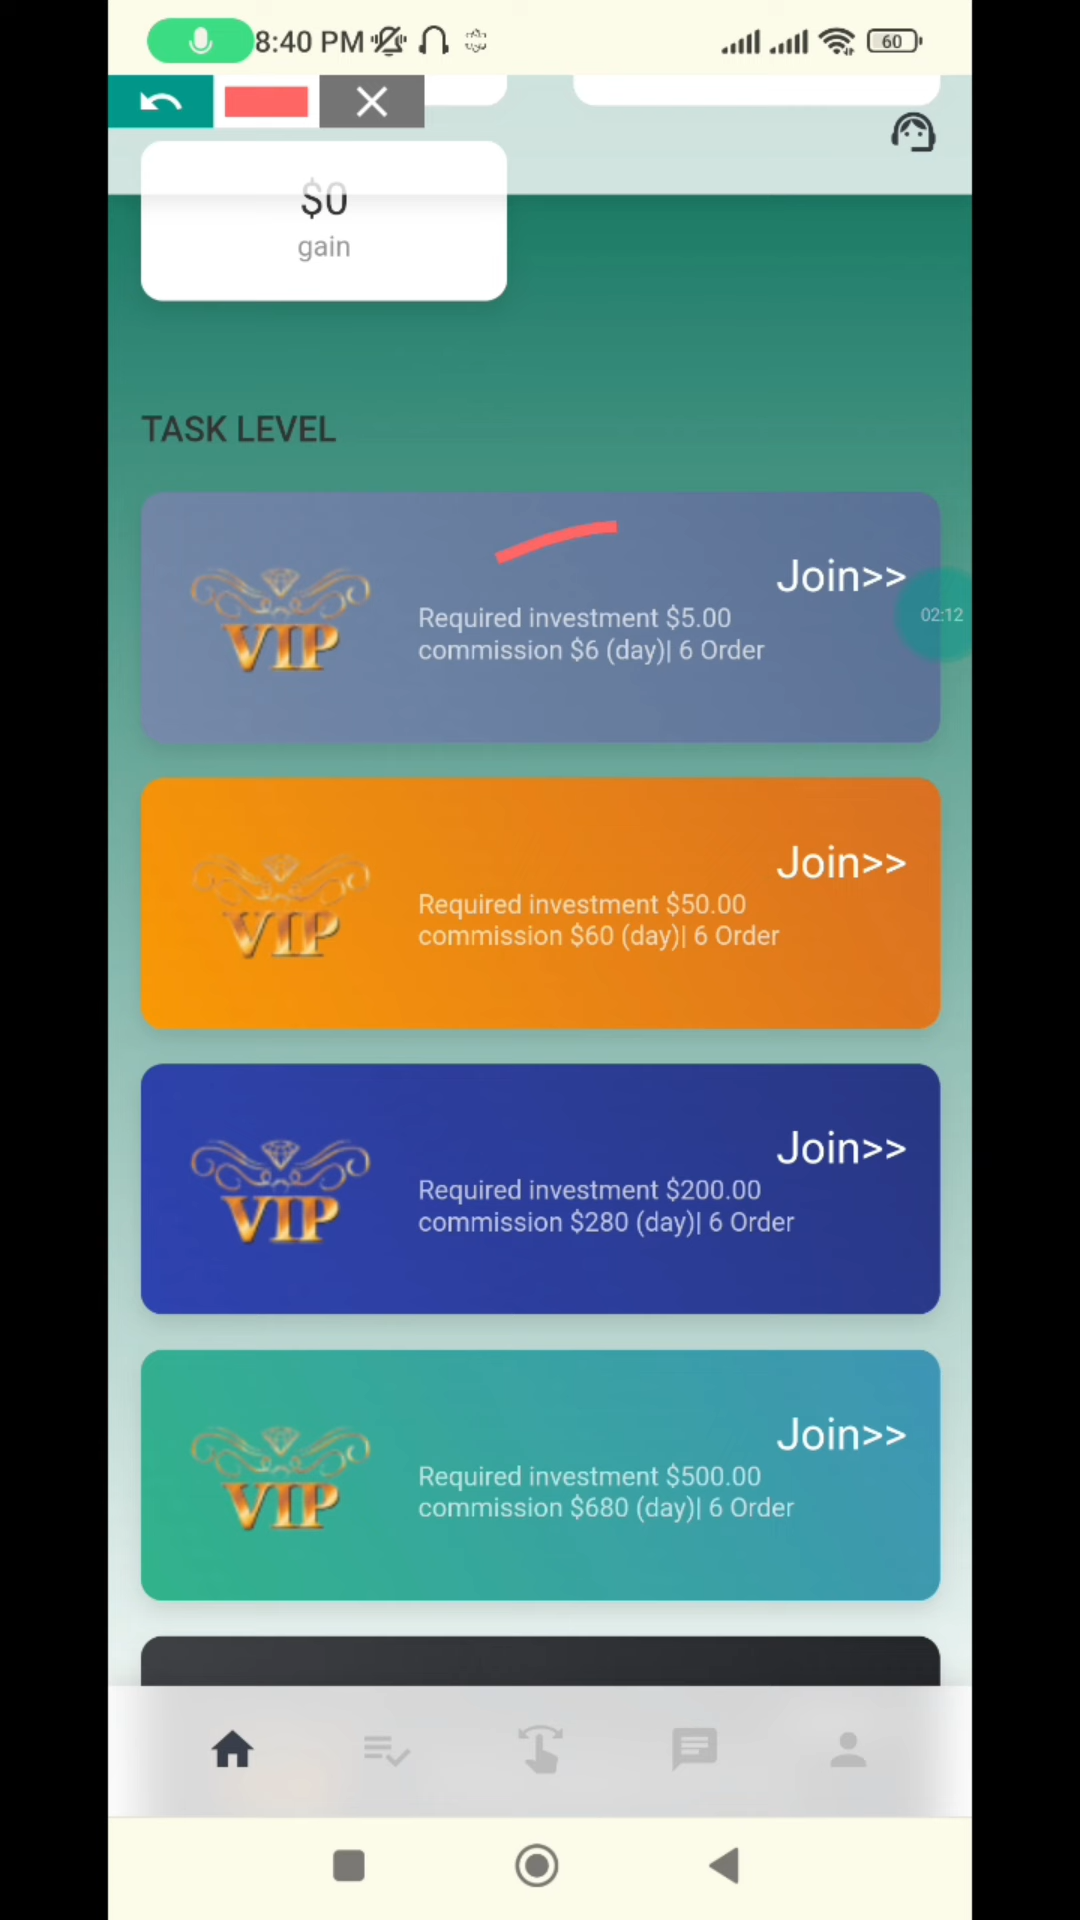 8:40 PM
60
$0
gain
TASK LEVEL
Join>>
02:12
VIP
Required investment $5.00
commission $6 (day)| 6 Order
Join>>
VIP
Required investment $50.00
commission $60 (day)| 6 Order
Join>>
VIP
Required investment $200.00
commission $280 (day)| 6 Order
Join>>
VIP
Required investment $500.00
commission $680 (day)| 6 Order